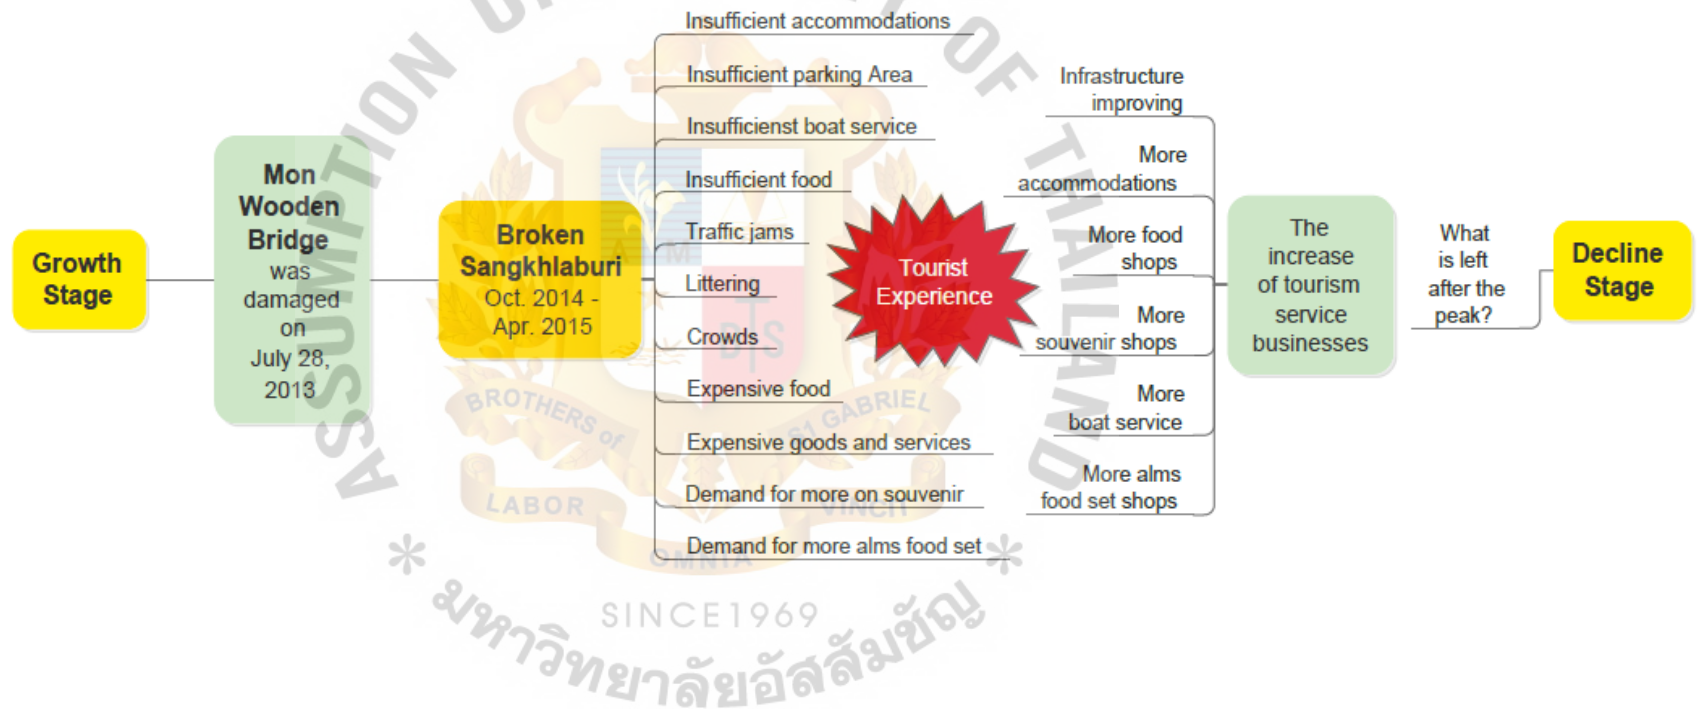 Growth
Stage
Mon
Wooden
Bridge
was
damaged
on
July 28,
2013
Broken
Sangkhlaburi
Oct. 2014 -
Apr. 2015
Insufficient accommodations
Insufficient parking Area
Insufficienst boat service
Insufficient food
Traffic jams
Littering
Crowds
Expensive food
Expensive goods and services
Demand for more on souvenir
Demand for more alms food set
Tourist
Experience
Infrastructure
improving
More
accommodations
More food
shops
More
souvenir shops
More
boat service
More alms
food set shops
The
increase
of tourism
service
businesses
What
is left
after the
peak?
Decline
Stage
ASSUMPTION
OF THAILAND
A M
D T S
BROTHERS of
ST GABRIEL
LABOR
VINCIT
OMNIA
SINCE1969
มหาวิทยาลัยอัสสัมชัญ